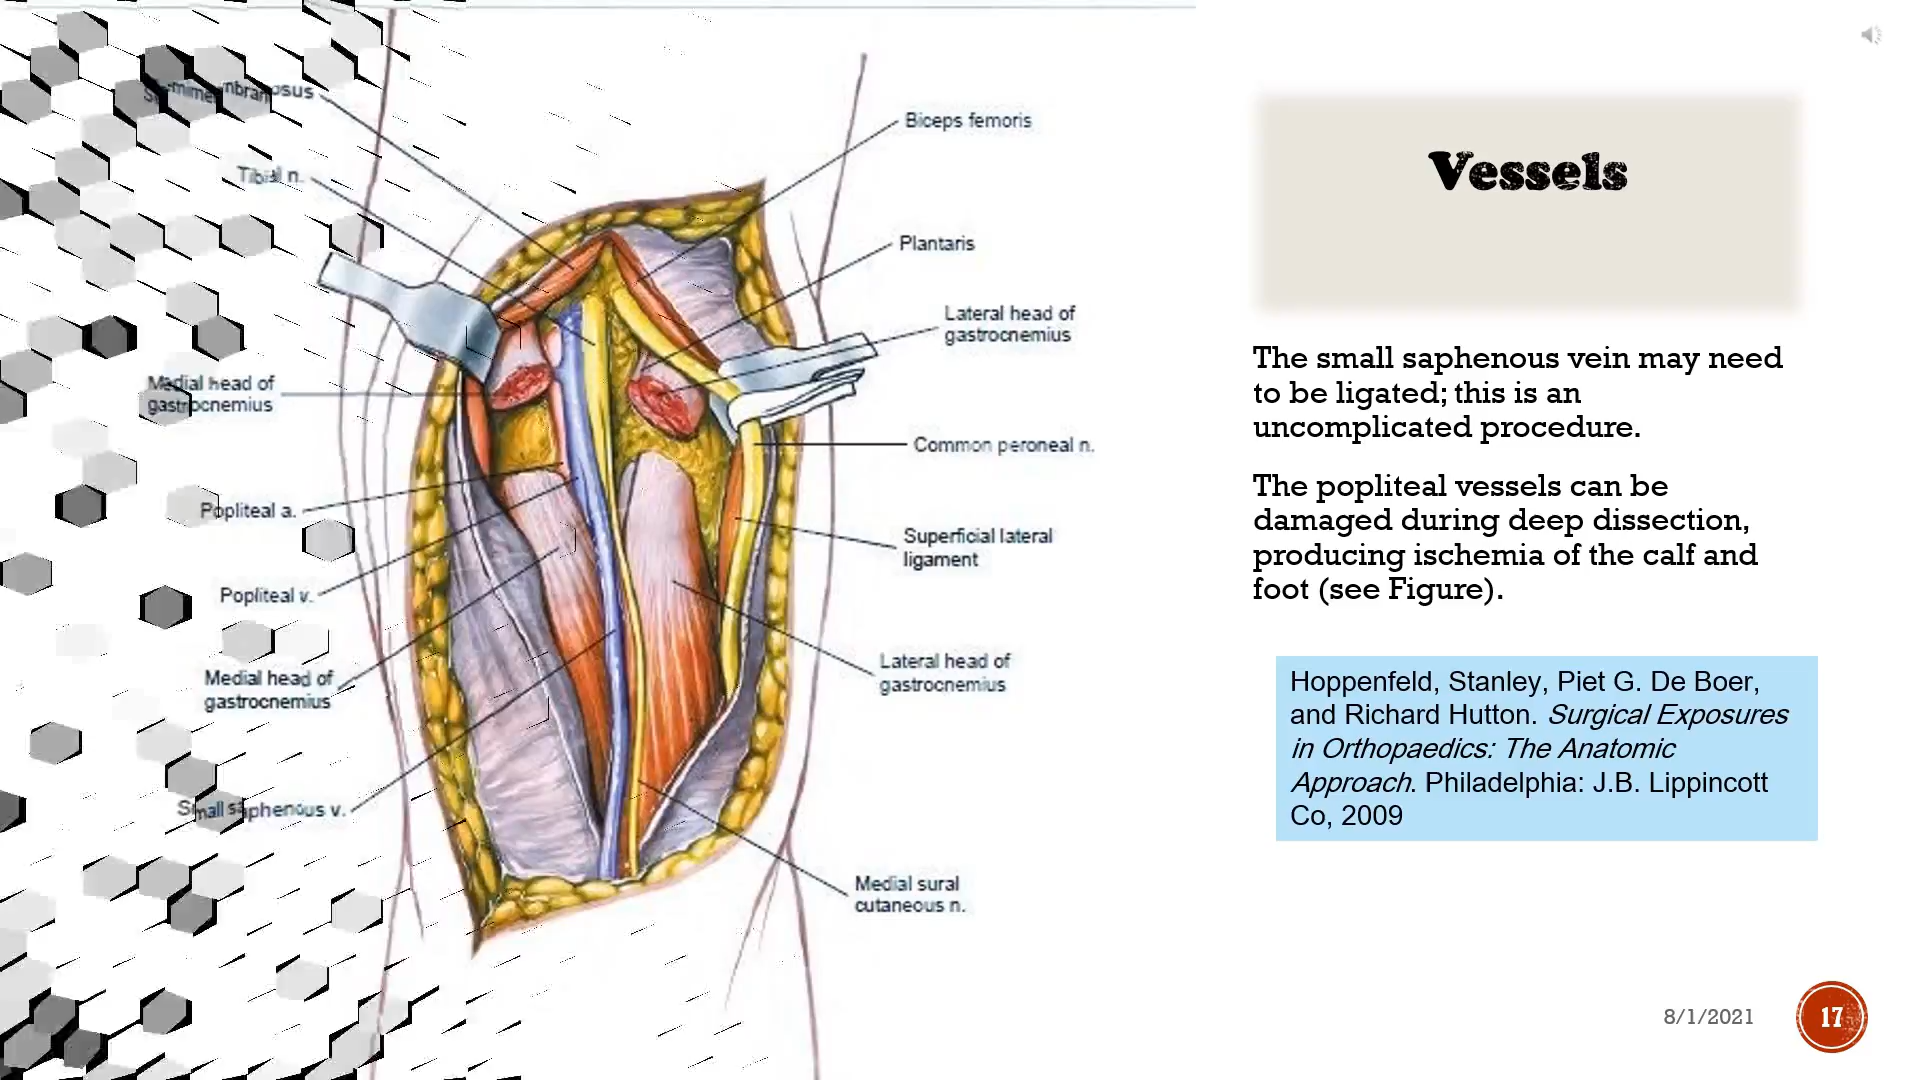 Semimembranosus
Tibial n.
Medial head of
gastrocnemius
Popliteal a.
Popliteal v.
Medial head of
gastrocnemius
Small saphenous v.
Biceps femoris
Plantaris
Lateral head of
gastrocnemius
Common peroneal n.
Superficial lateral
ligament
Lateral head of
gastrocnemius
Medial sural
cutaneous n.
Vessels
The small saphenous vein may need
to be ligated; this is an
uncomplicated procedure.
The popliteal vessels can be
damaged during deep dissection,
producing ischemia of the calf and
foot (see Figure).
Hoppenfeld, Stanley, Piet G. De Boer,
and Richard Hutton. Surgical Exposures
in Orthopaedics: The Anatomic
Approach. Philadelphia: J.B. Lippincott
Co, 2009
8/1/2021
17